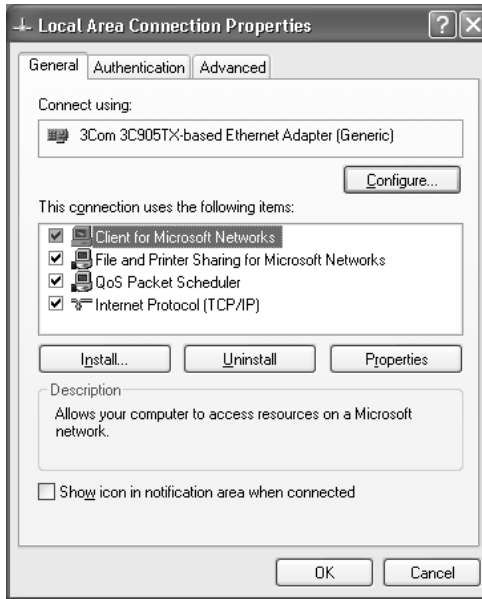 Local Area Connection Properties
General Authentication Advanced
Connect using:
3Com 3C905TX-based Ethernet Adapter (Generic)
Configure...
This connection uses the following items:
Client for Microsoft Networks
File and Printer Sharing for Microsoft Networks
QoS Packet Scheduler
Internet Protocol (TCP/IP)
Install... Uninstall Properties
Description
Allows your computer to access resources on a Microsoft
network.
Show icon in notification area when connected
OK Cancel